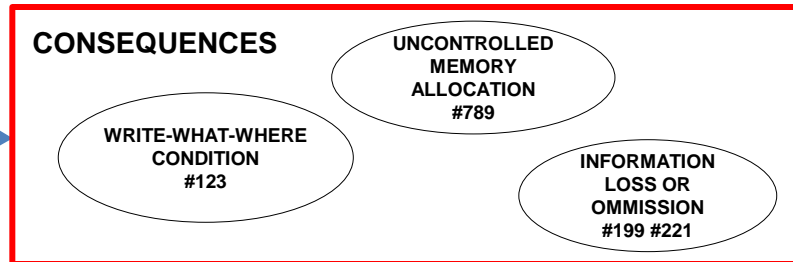 CONSEQUENCES
UNCONTROLLED
MEMORY
ALLOCATION
#789
WRITE-WHAT-WHERE
CONDITION
#123
INFORMATION
LOSS OR
OMMISSION
#199 #221